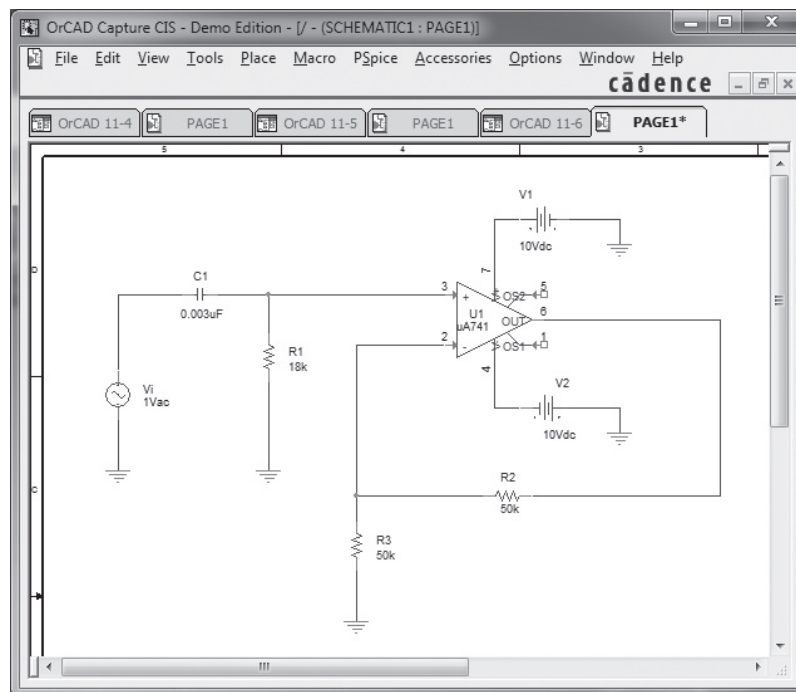 OrCAD Capture CIS - Demo Edition - [/ - (SCHEMATIC1 : PAGE1)]
File Edit View Tools Place Macro PSpice Accessories Options Window Help
cādence
OrCAD 11-4 PAGE1 OrCAD 11-5 PAGE1 OrCAD 11-6 PAGE1*
5 4 3
V1
10Vdc
D
C1
0.003uF
7
3
+
OS2
5
U1
uA741
OUT
6
2
-
OS1
1
4
R1
18k
Vi
1Vac
V2
10Vdc
C
R2
50k
R3
50k